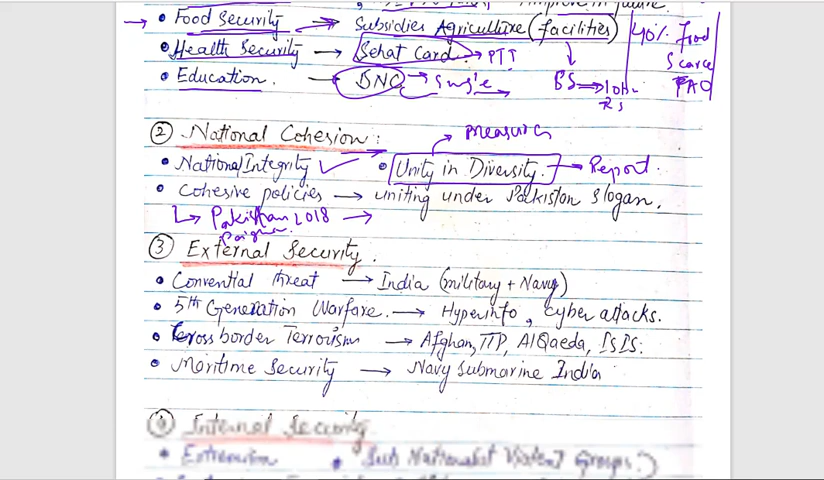 → • Food Security → Subsidies Agriculture (facilities) 40% Food
• Health Security → Sehat Card → PTI Scarce
• Education → SNC → Single BS → FAO
Rs
② National Cohesion: → measures
• National Integrity ✓ • Unity in Diversity. → Report.
• Cohesive policies → uniting under Pakistan slogan.
↳ Pakistan 2018 →
③ External Security.
• Convential threat → India (military + Navy)
• 5th Generation Warfare. → Hyperinfo, cyber attacks.
• Cross border Terrorism → Afghan, TTP, AlQaeda, ISIS.
• Maritime Security → Navy Submarine India
④ Internal Security
• Extremism • Sub Nationalist Violent Groups:)